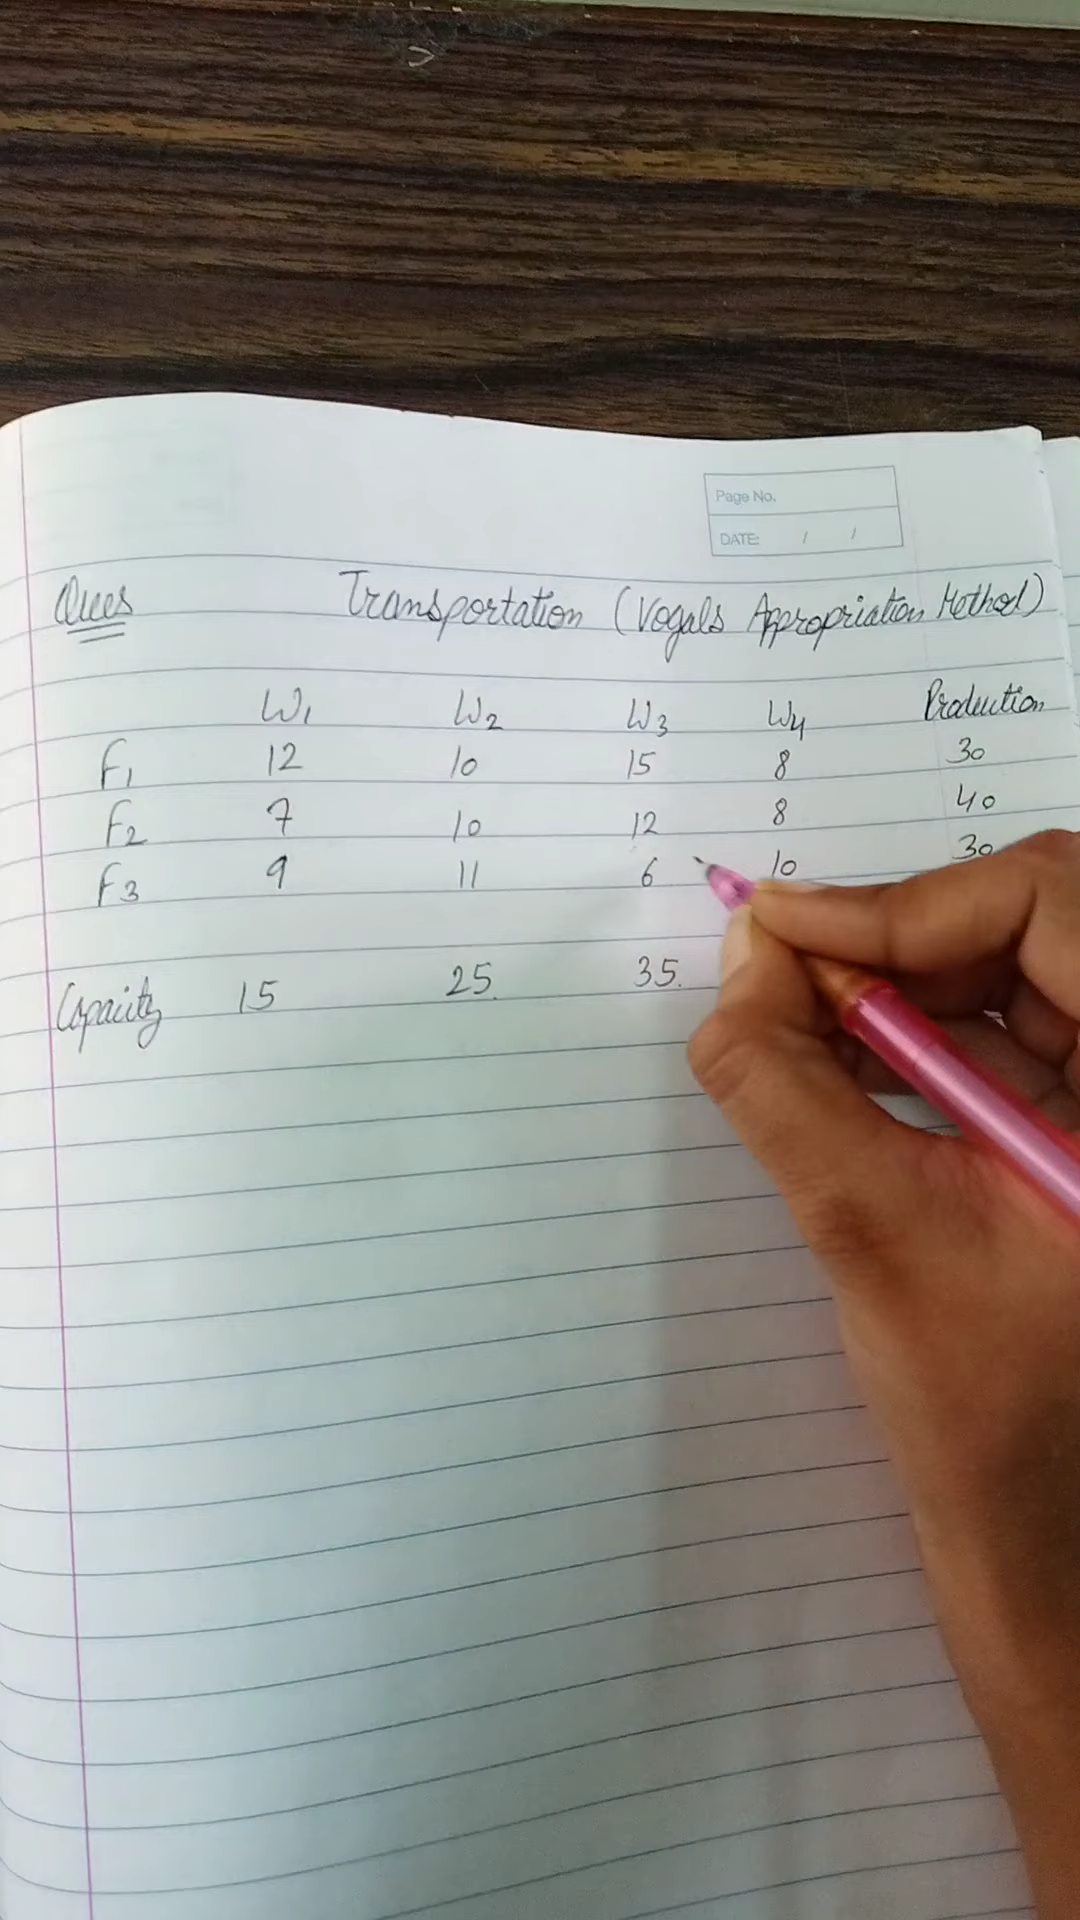 Page No.
DATE: / /
Ques Transportation (Vogals Appropriation Method)
W1 W2 W3 W4 Production
F1 12 10 15 8 30
F2 7 10 12 8 40
F3 9 11 6 10 30
Capacity 15 25. 35.